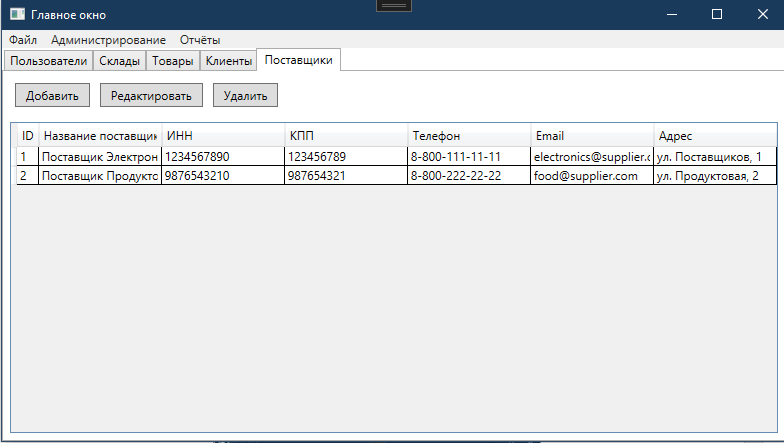 Главное окно
Файл Администрирование Отчёты
Пользователи Склады Товары Клиенты Поставщики
Добавить Редактировать Удалить
ID Название поставщик ИНН КПП Телефон Email Адрес
1 Поставщик Электрон 1234567890 123456789 8-800-111-11-11 electronics@supplier.c ул. Поставщиков, 1
2 Поставщик Продукто 9876543210 987654321 8-800-222-22-22 food@supplier.com ул. Продуктовая, 2